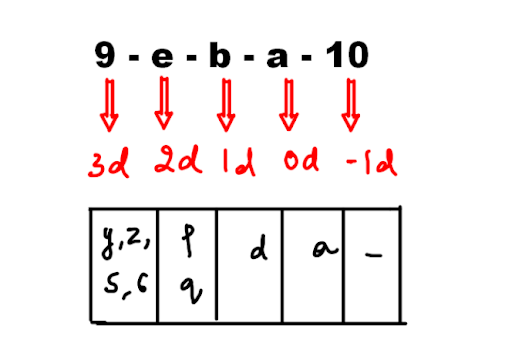 9 - e - b - a - 10
3d 2d 1d 0d -1d
y,z, p d a -
5,6 q